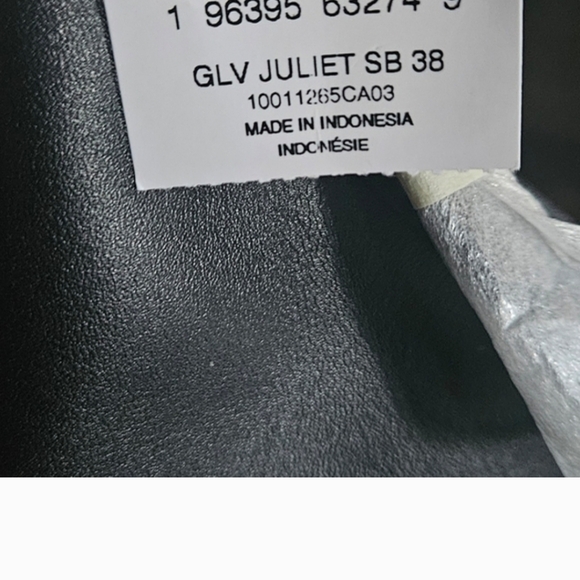 1 96395 63274 9
GLV JULIET SB 38
10011265CA03
MADE IN INDONESIA
INDONÉSIE